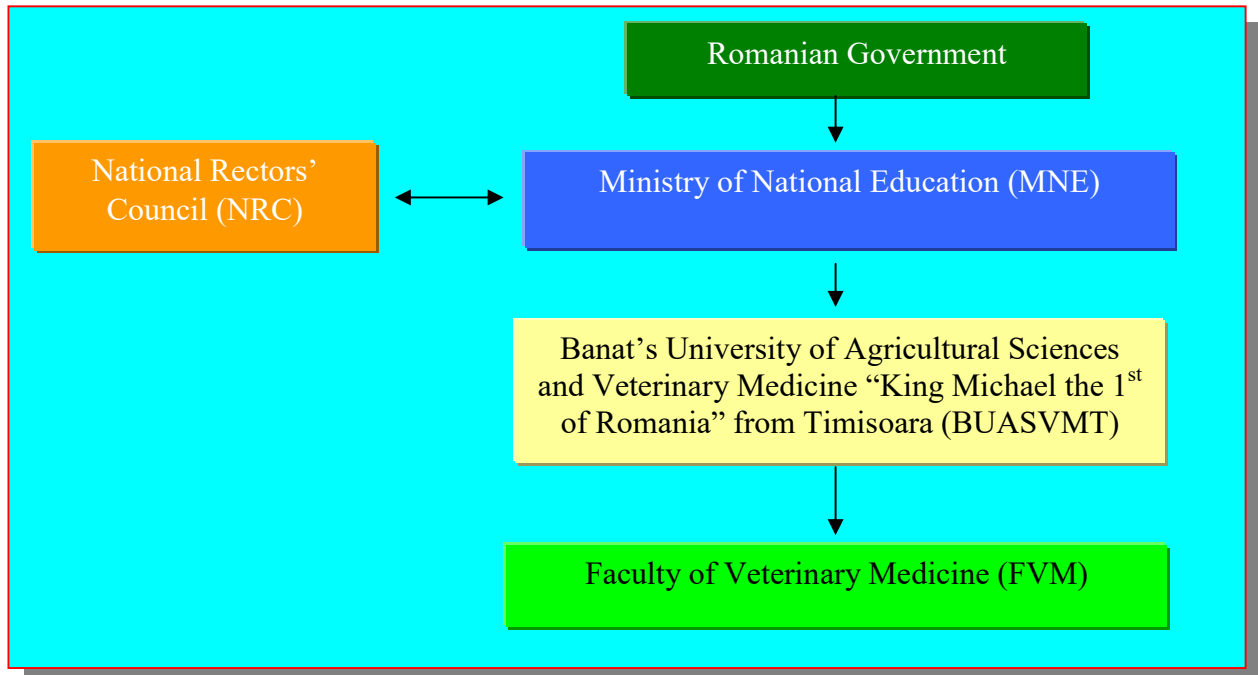 Romanian Government
National Rectors’
Council (NRC)
Ministry of National Education (MNE)
Banat’s University of Agricultural Sciences
and Veterinary Medicine “King Michael the 1st
of Romania” from Timisoara (BUASVMT)
Faculty of Veterinary Medicine (FVM)